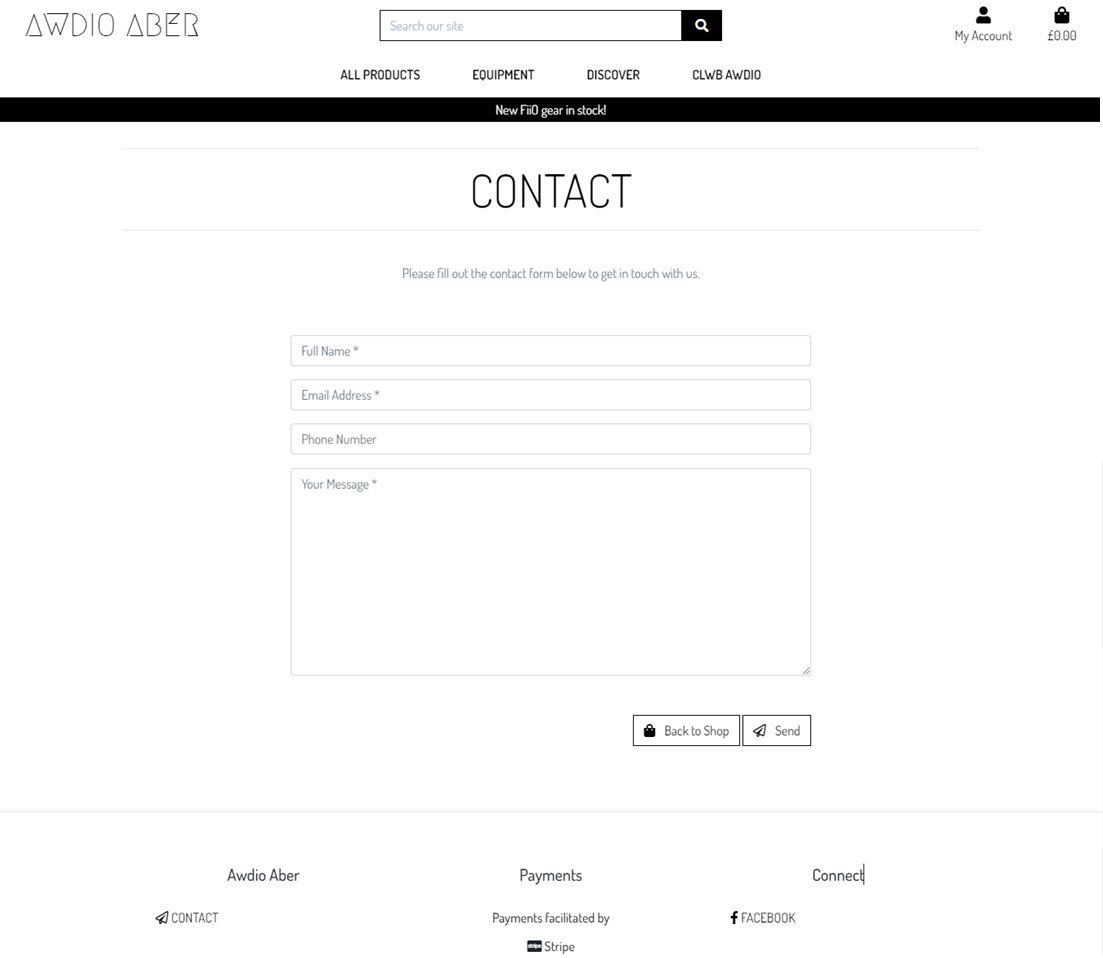 AWDIO ABER
Search our site
My Account
£0.00
ALL PRODUCTS EQUIPMENT DISCOVER CLWB AWDIO
New FiiO gear in stock!
CONTACT
Please fill out the contact form below to get in touch with us.
Full Name *
Email Address *
Phone Number
Your Message *
Back to Shop Send
Awdio Aber Payments Connect
CONTACT Payments facilitated by FACEBOOK
stripe Stripe